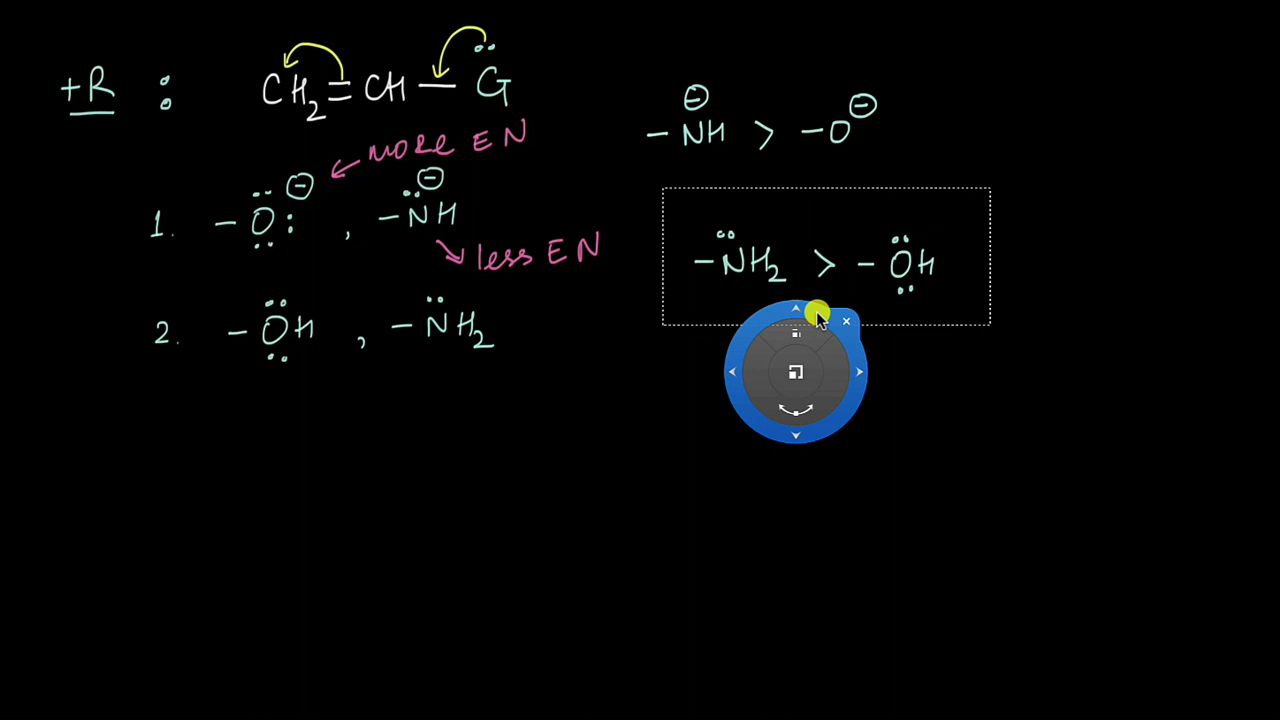 +R : CH₂=CH—G̈
more EN
-NH⊖ > -O⊖
1. -O:⊖ , -NH⊖
less EN
-NH₂ > -OH
2. -OH , -NH₂